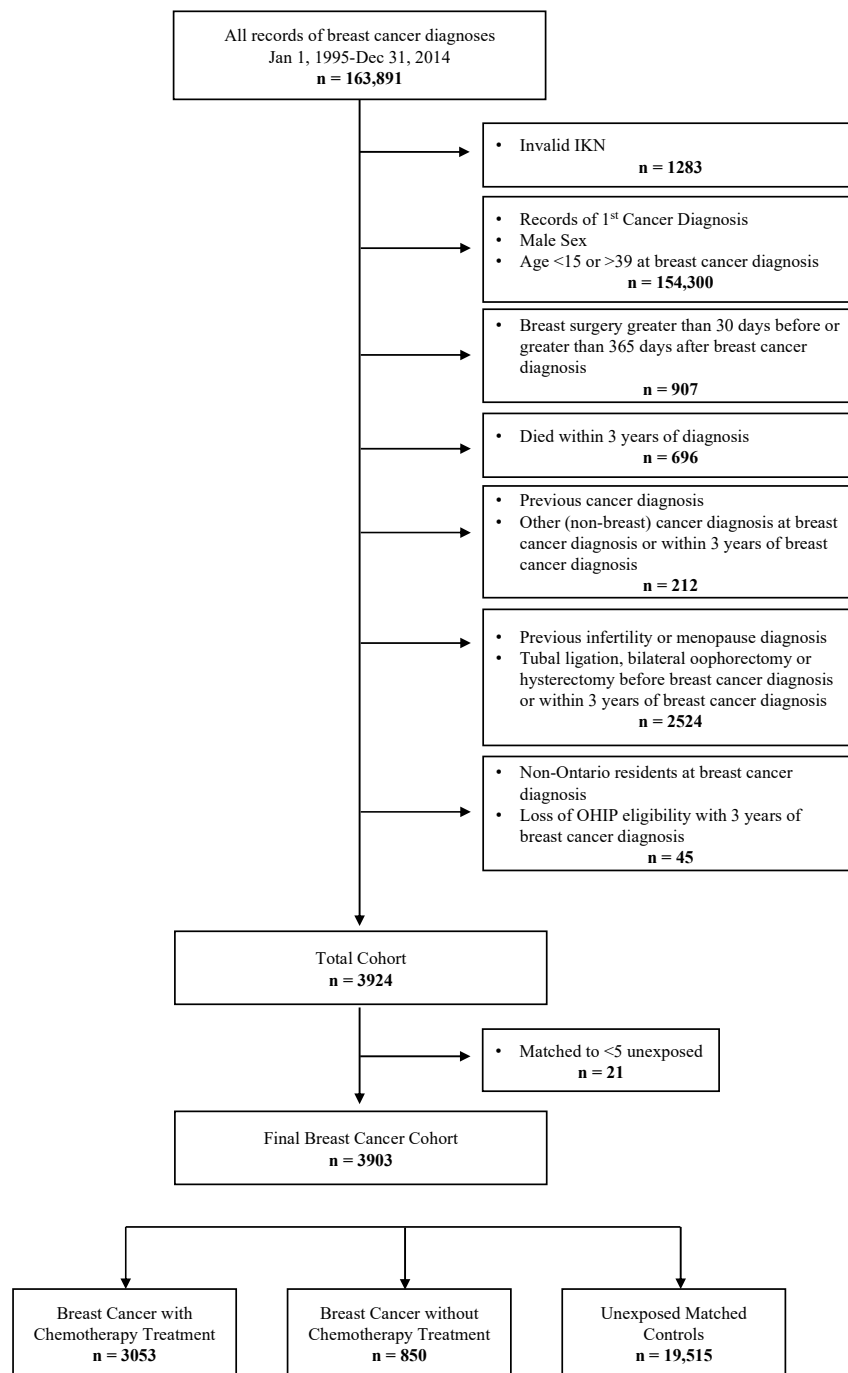 All records of breast cancer diagnoses
Jan 1, 1995-Dec 31, 2014
n = 163,891
• Invalid IKN
n = 1283
• Records of 1st Cancer Diagnosis
• Male Sex
• Age <15 or >39 at breast cancer diagnosis
n = 154,300
• Breast surgery greater than 30 days before or
greater than 365 days after breast cancer
diagnosis
n = 907
• Died within 3 years of diagnosis
n = 696
• Previous cancer diagnosis
• Other (non-breast) cancer diagnosis at breast
cancer diagnosis or within 3 years of breast
cancer diagnosis
n = 212
• Previous infertility or menopause diagnosis
• Tubal ligation, bilateral oophorectomy or
hysterectomy before breast cancer diagnosis
or within 3 years of breast cancer diagnosis
n = 2524
• Non-Ontario residents at breast cancer
diagnosis
• Loss of OHIP eligibility with 3 years of
breast cancer diagnosis
n = 45
Total Cohort
n = 3924
• Matched to <5 unexposed
n = 21
Final Breast Cancer Cohort
n = 3903
Breast Cancer with
Chemotherapy Treatment
n = 3053
Breast Cancer without
Chemotherapy Treatment
n = 850
Unexposed Matched
Controls
n = 19,515